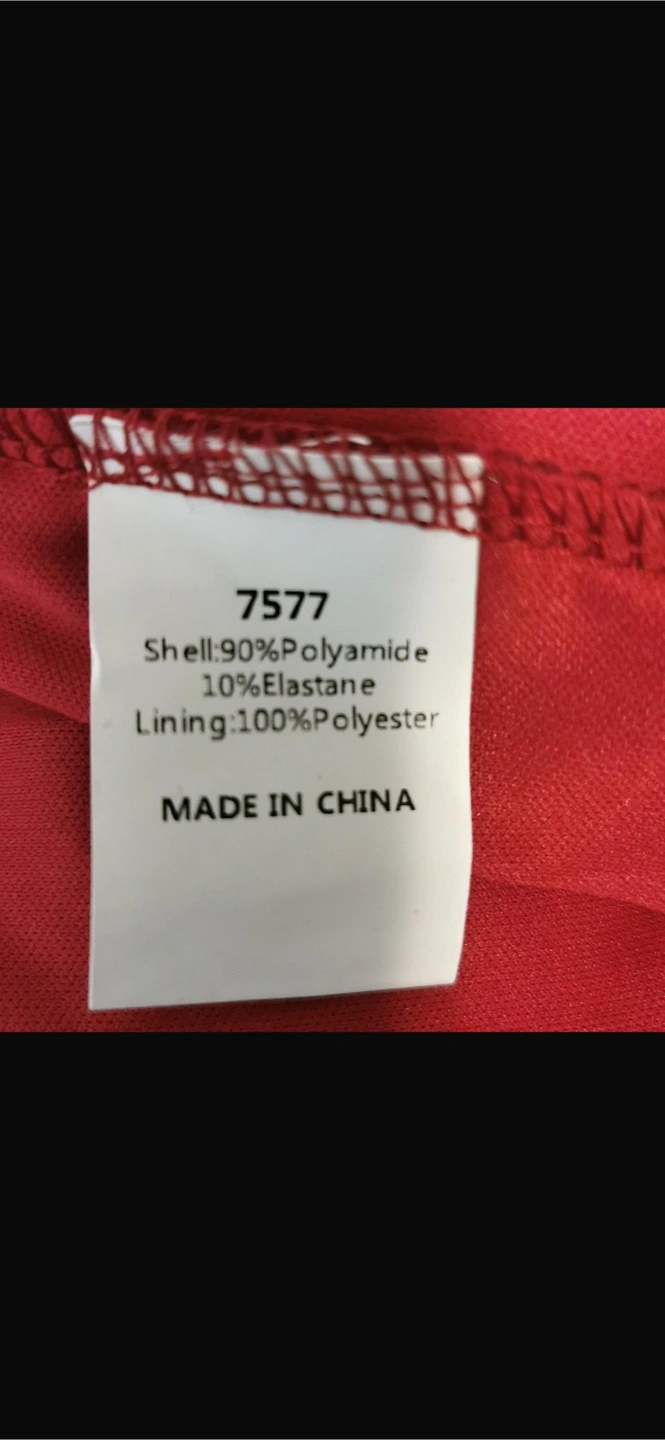 7577
Shell:90%Polyamide
10%Elastane
Lining:100%Polyester
MADE IN CHINA